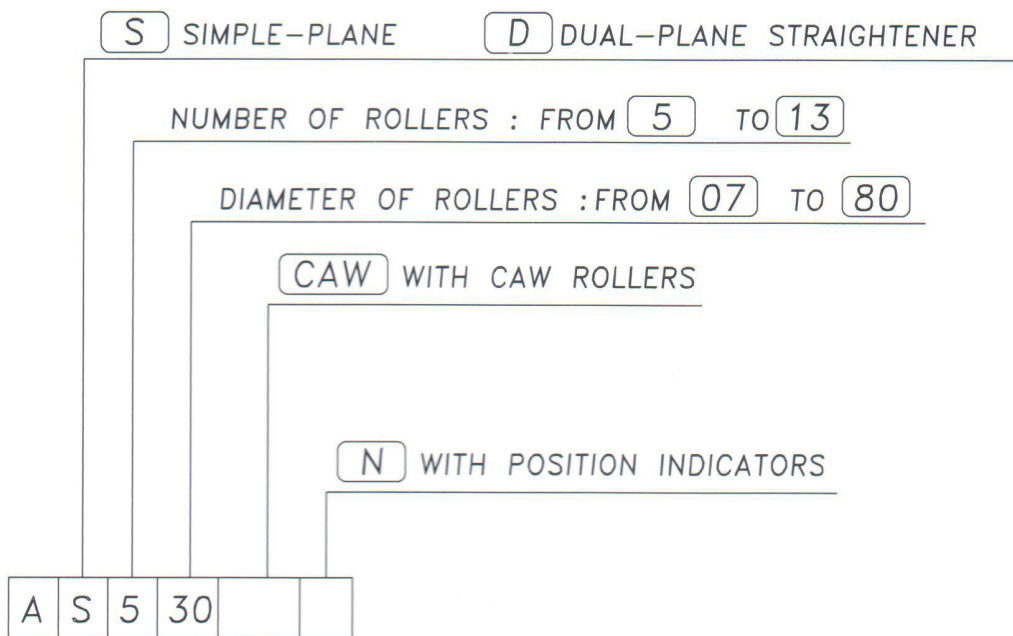 S SIMPLE-PLANE D DUAL-PLANE STRAIGHTENER
NUMBER OF ROLLERS : FROM 5 TO 13
DIAMETER OF ROLLERS : FROM 07 TO 80
CAW WITH CAW ROLLERS
N WITH POSITION INDICATORS
A S 5 30